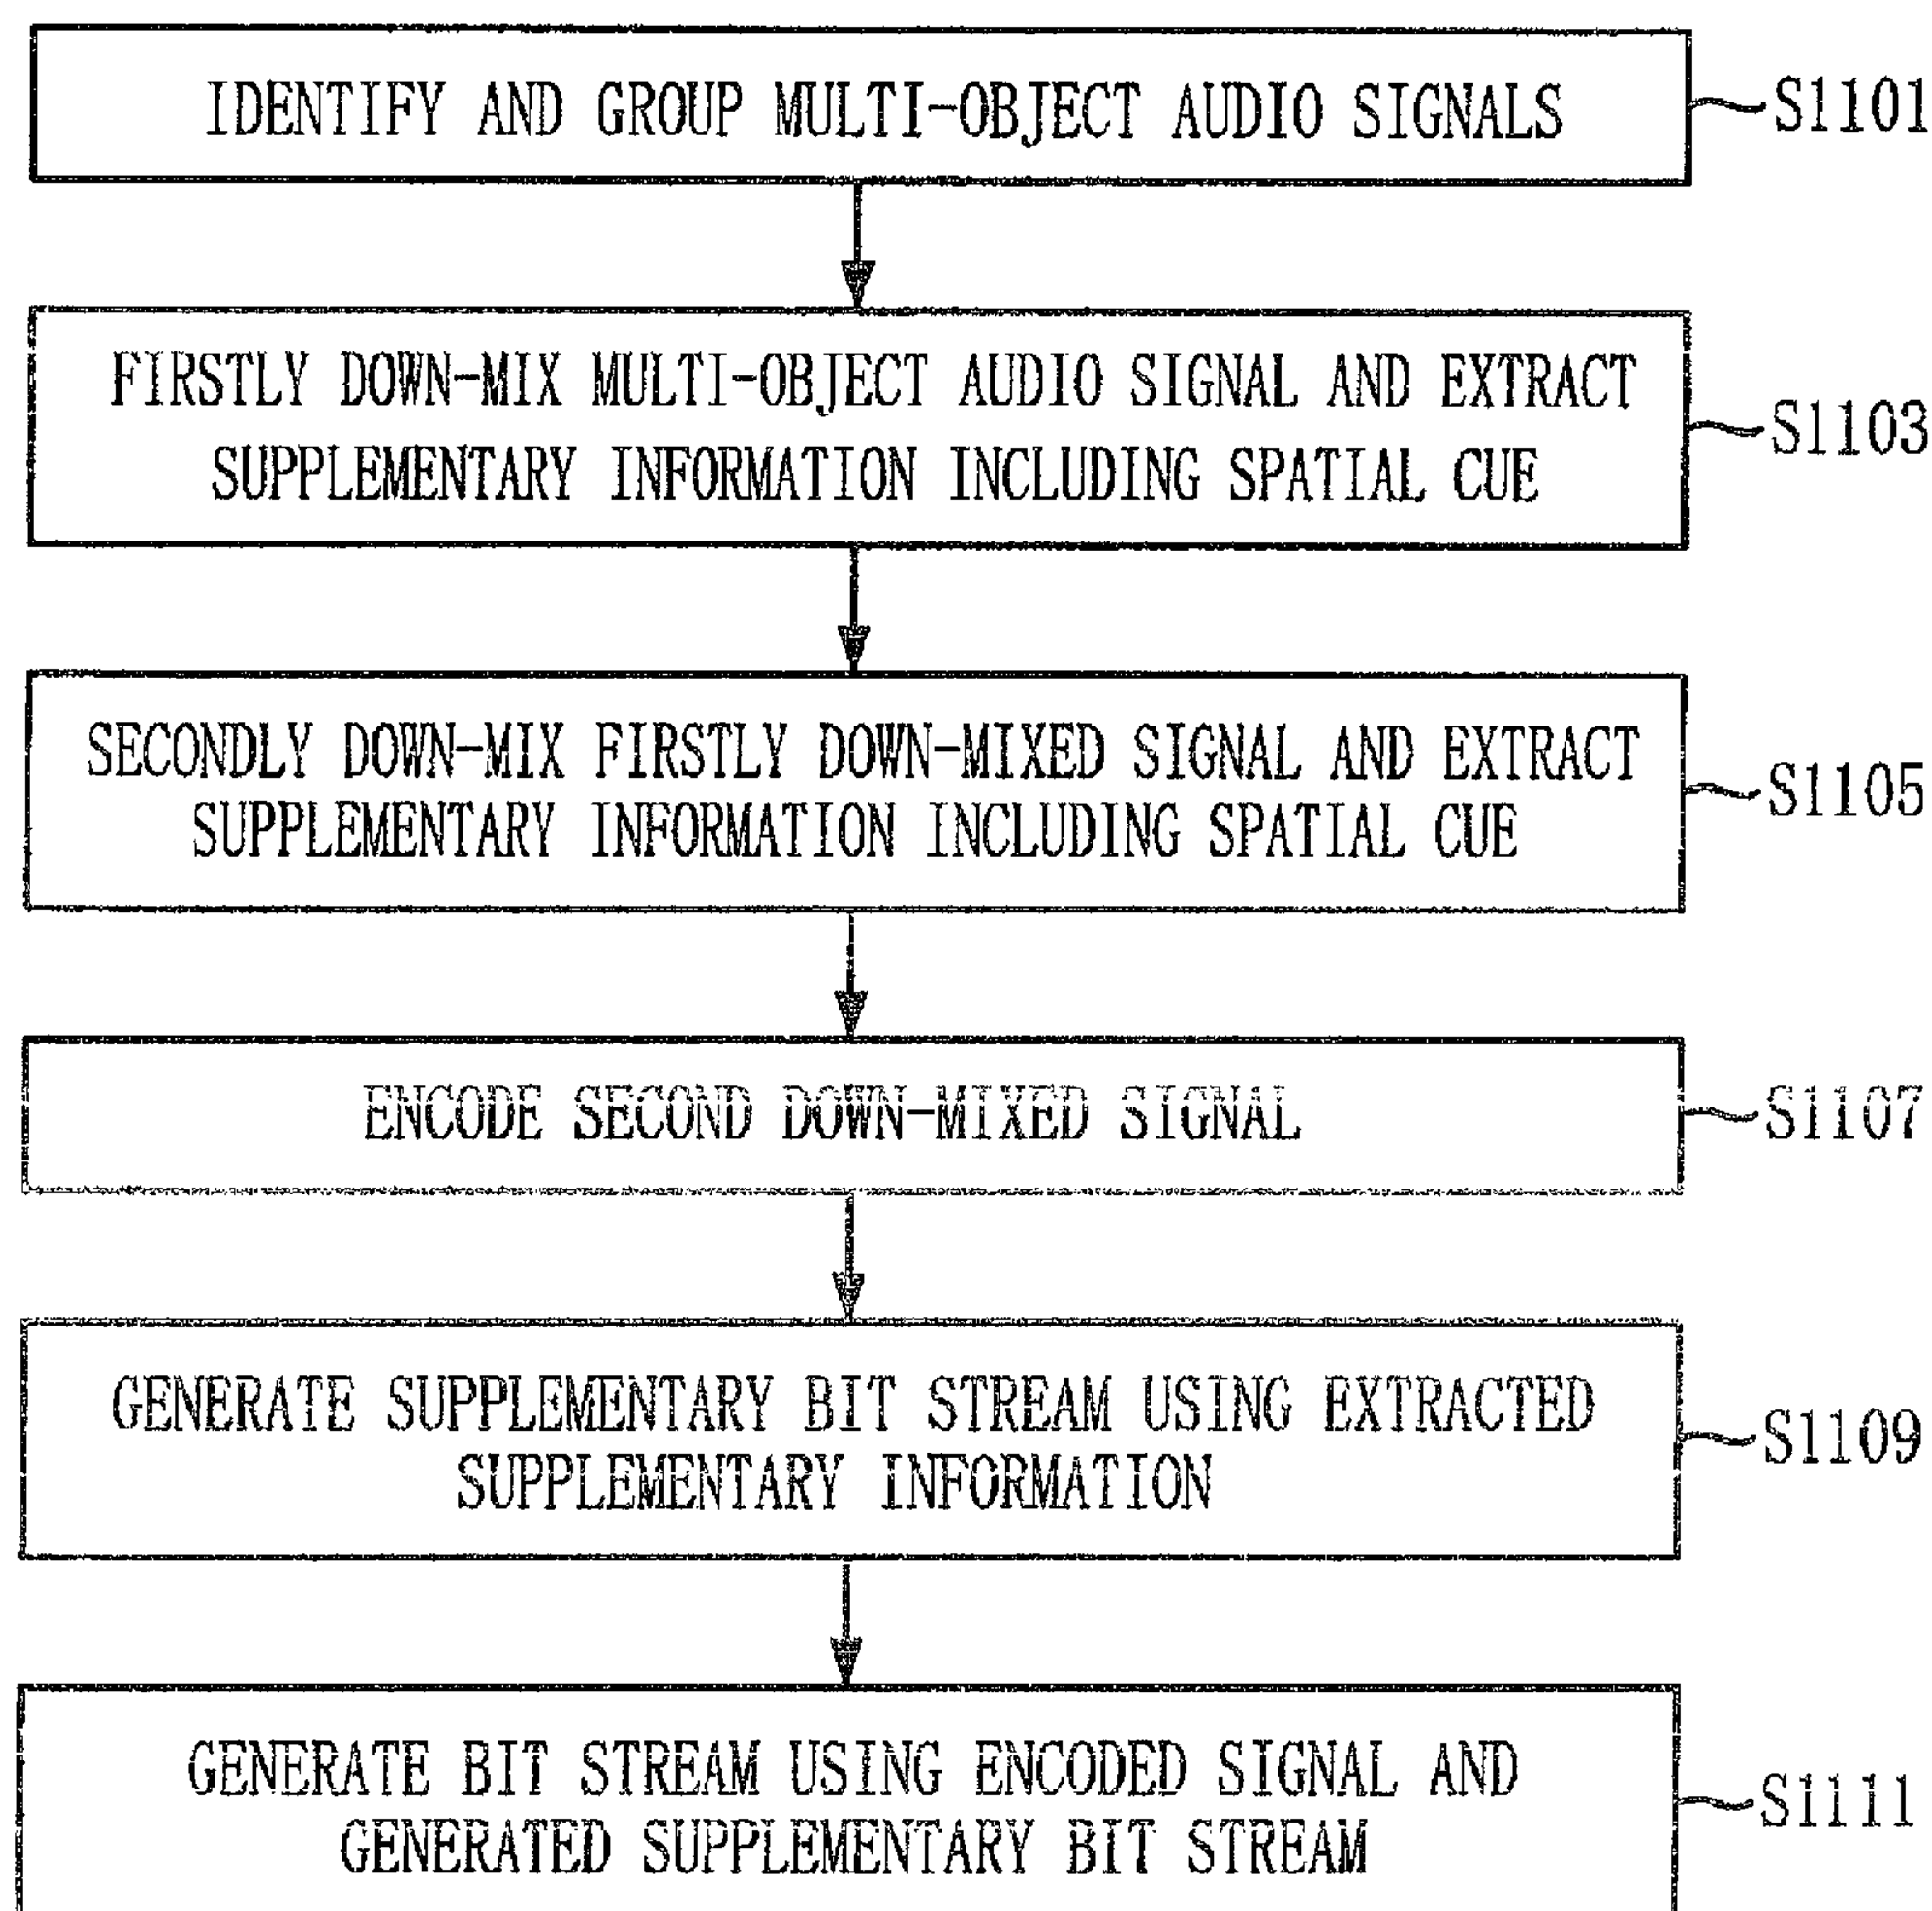 IDENTIFY AND GROUP MULTI-OBJECT AUDIO SIGNALS
S1101
FIRSTLY DOWN-MIX MULTI-OBJECT AUDIO SIGNAL AND EXTRACT
SUPPLEMENTARY INFORMATION INCLUDING SPATIAL CUE
S1103
SECONDLY DOWN-MIX FIRSTLY DOWN-MIXED SIGNAL AND EXTRACT
SUPPLEMENTARY INFORMATION INCLUDING SPATIAL CUE
S1105
ENCODE SECOND DOWN-MIXED SIGNAL
S1107
GENERATE SUPPLEMENTARY BIT STREAM USING EXTRACTED
SUPPLEMENTARY INFORMATION
S1109
GENERATE BIT STREAM USING ENCODED SIGNAL AND
GENERATED SUPPLEMENTARY BIT STREAM
S1111